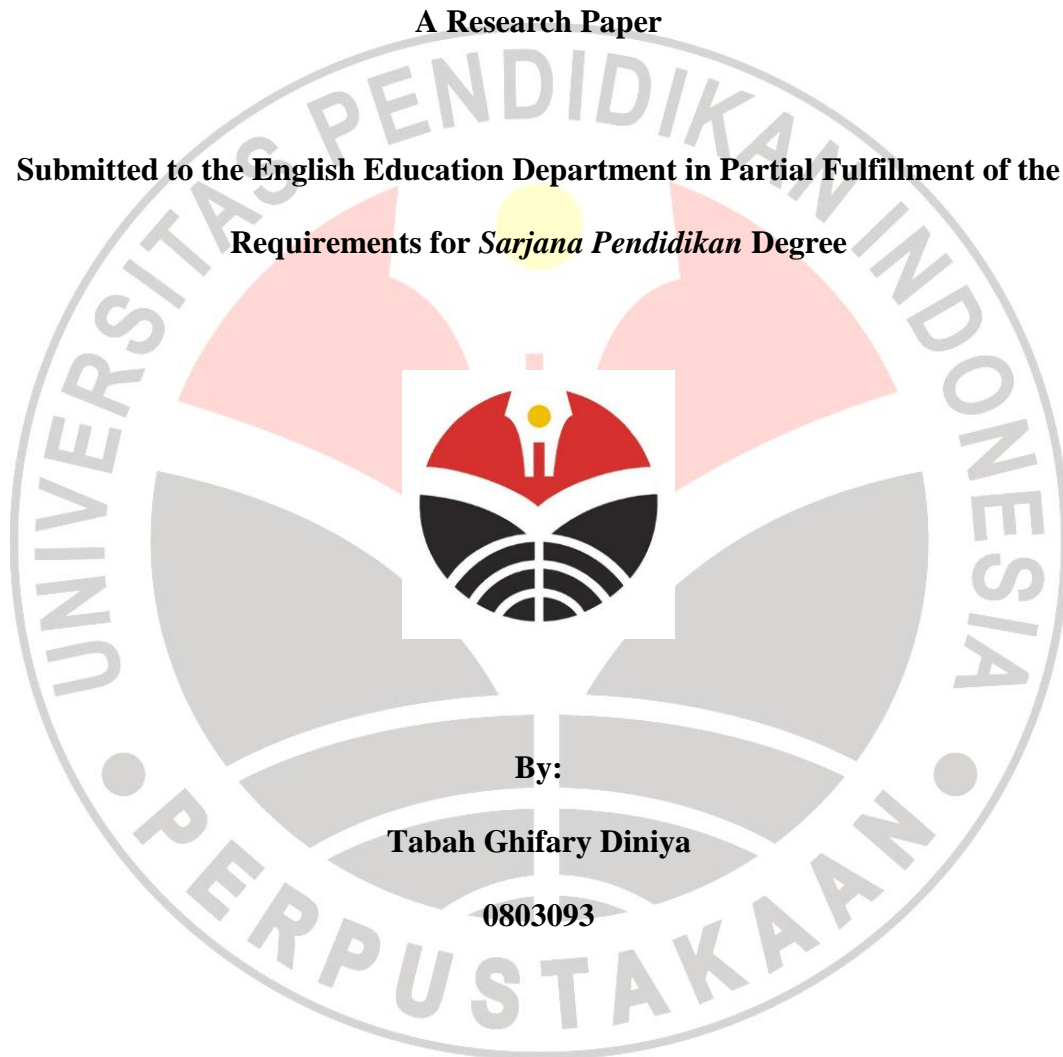 A Research Paper
Submitted to the English Education Department in Partial Fulfillment of the
Requirements for Sarjana Pendidikan Degree
By:
Tabah Ghifary Diniya
0803093
UNIVERSITAS PENDIDIKAN INDONESIA
PERPUSTAKAAN